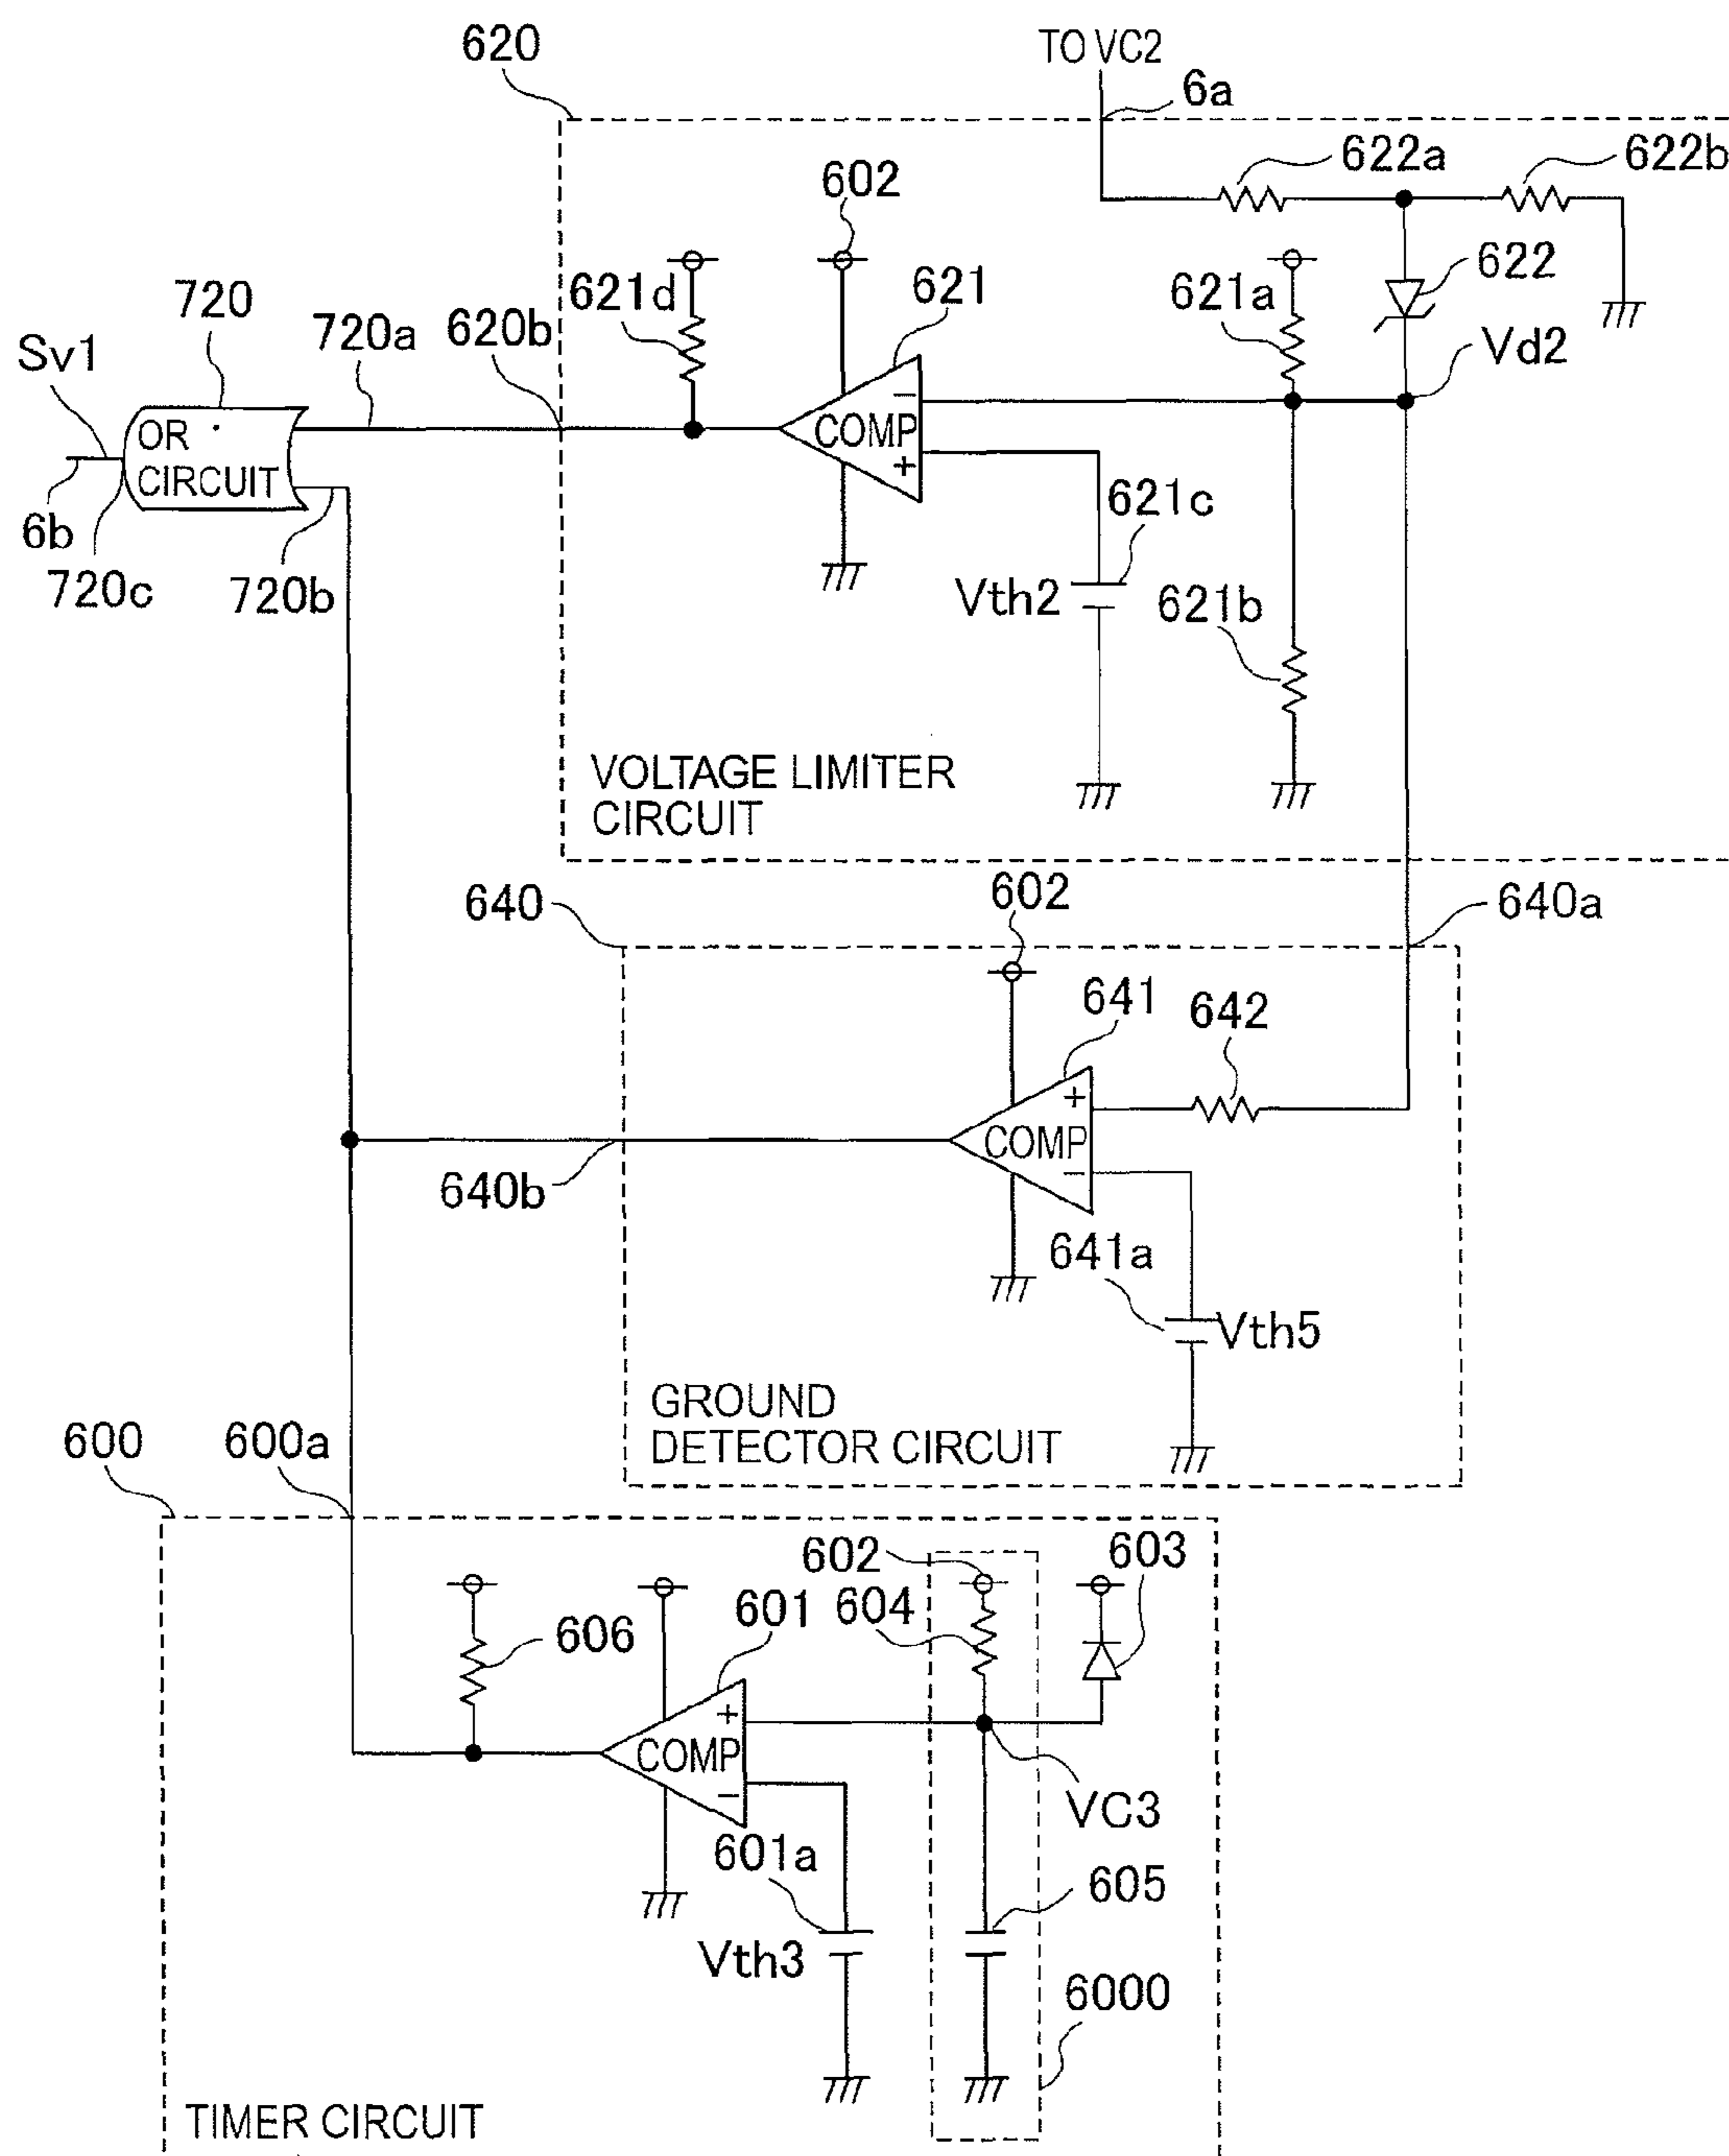 620
TO VC2
6a
622a
622b
602
622
720
621d
621
621a
Sv1
720a
620b
Vd2
OR
CIRCUIT
COMP
−
+
621c
6b
720c
720b
Vth2
621b
VOLTAGE LIMITER
CIRCUIT
640
602
640a
641
642
+
COMP
−
640b
641a
Vth5
GROUND
DETECTOR CIRCUIT
600
600a
602
603
606
601
604
+
COMP
−
VC3
601a
605
Vth3
6000
TIMER CIRCUIT